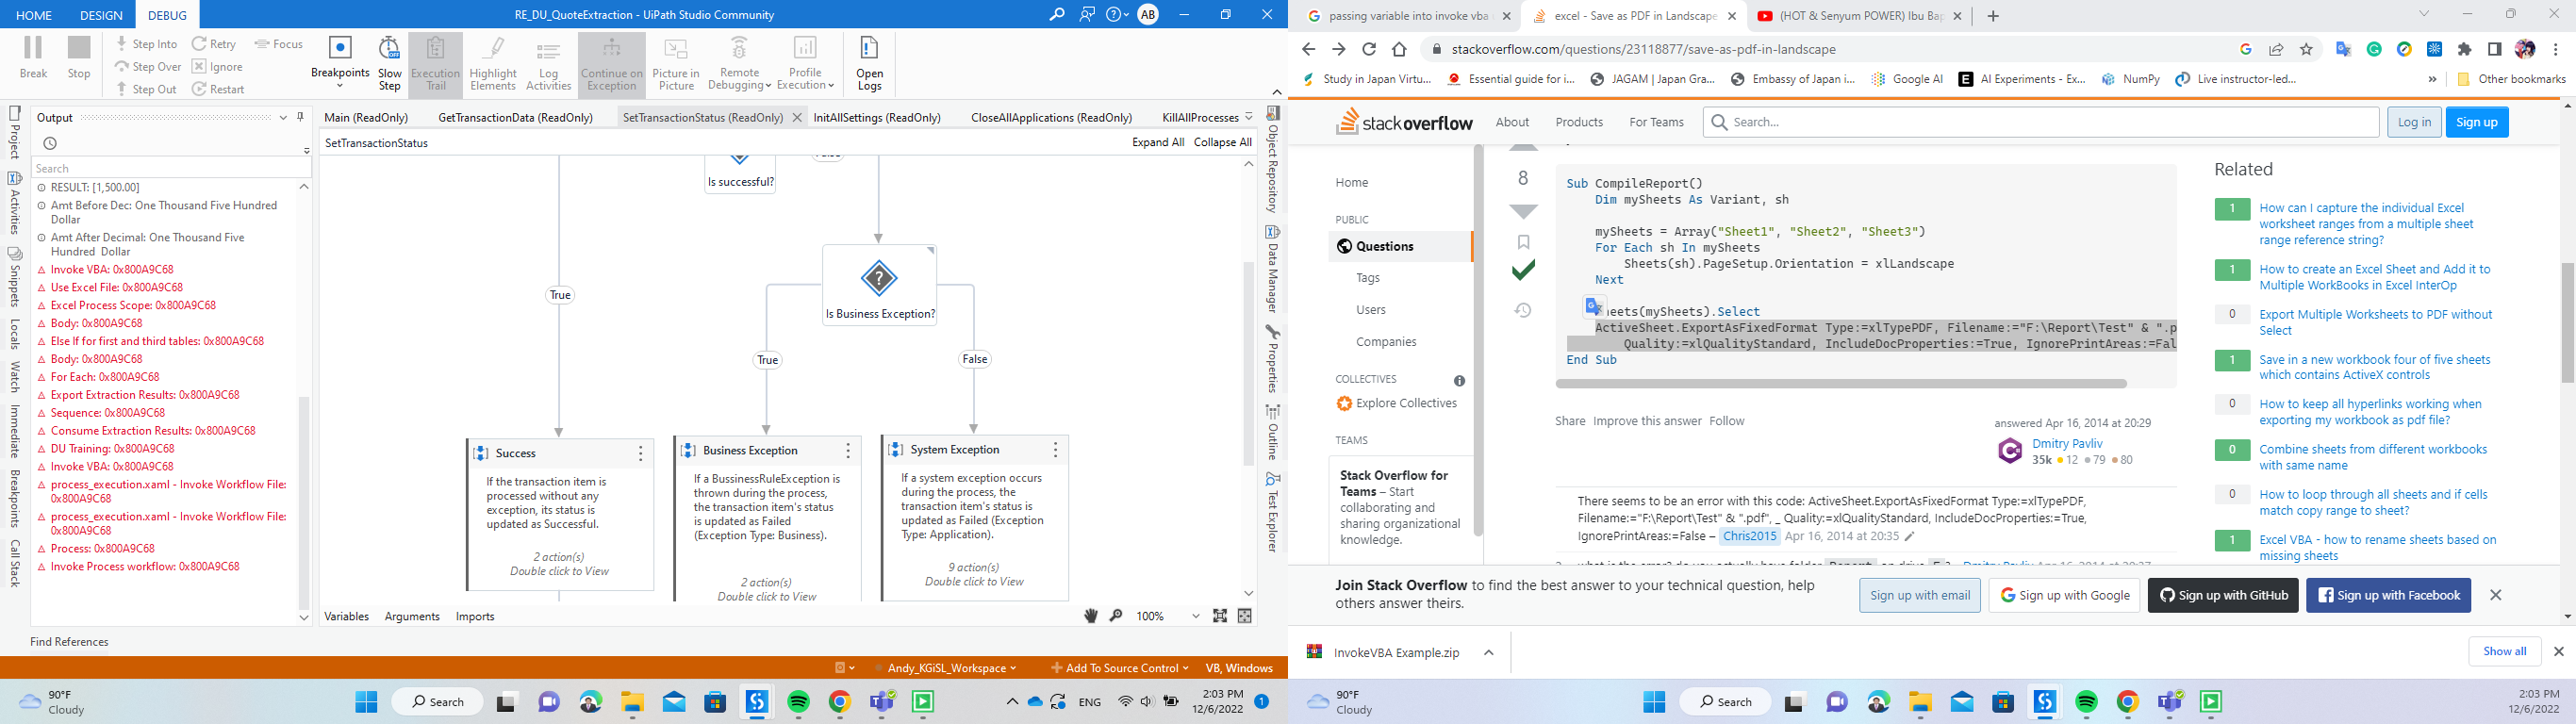 HOME
DESIGN
DEBUG
RE_DU_QuoteExtraction - UiPath Studio Community
AB
Break
Stop
Step Into
Step Over
Step Out
Retry
Ignore
Restart
Focus
Breakpoints
Slow
Step
Execution
Trail
Highlight
Elements
Log
Activities
Continue on
Exception
Picture in
Picture
Remote
Debugging
Profile
Execution
Open
Logs
Project
Activities
Snippets
Locals
Watch
Immediate
Breakpoints
Call Stack
Output
Search
RESULT: [1,500.00]
Amt Before Dec: One Thousand Five Hundred
Dollar
Amt After Decimal: One Thousand Five
Hundred Dollar
Invoke VBA: 0x800A9C68
Use Excel File: 0x800A9C68
Excel Process Scope: 0x800A9C68
Body: 0x800A9C68
Else If for first and third tables: 0x800A9C68
Body: 0x800A9C68
For Each: 0x800A9C68
Export Extraction Results: 0x800A9C68
Sequence: 0x800A9C68
Consume Extraction Results: 0x800A9C68
DU Training: 0x800A9C68
Invoke VBA: 0x800A9C68
process_execution.xaml - Invoke Workflow File:
0x800A9C68
process_execution.xaml - Invoke Workflow File:
0x800A9C68
Process: 0x800A9C68
Invoke Process workflow: 0x800A9C68
Find References
Main (ReadOnly)
GetTransactionData (ReadOnly)
SetTransactionStatus (ReadOnly)
InitAllSettings (ReadOnly)
CloseAllApplications (ReadOnly)
KillAllProcesses
SetTransactionStatus
Expand All
Collapse All
Is successful?
True
Is Business Exception?
True
False
Success
If the transaction item is
processed without any
exception, its status is
updated as Successful.
2 action(s)
Double click to View
Business Exception
If a BussinessRuleException is
thrown during the process,
the transaction item's status
is updated as Failed
(Exception Type: Business).
2 action(s)
Double click to View
System Exception
If a system exception occurs
during the process, the
transaction item's status is
updated as Failed (Exception
Type: Application).
9 action(s)
Double click to View
Variables
Arguments
Imports
100%
Object Repository
Data Manager
Properties
Outline
Test Explorer
Andy_KGiSL_Workspace
Add To Source Control
VB, Windows
90°F
Cloudy
Search
ENG
2:03 PM
12/6/2022
1
passing variable into invoke vba
excel - Save as PDF in Landscape
(HOT & Senyum POWER) Ibu Bap
stackoverflow.com/questions/23118877/save-as-pdf-in-landscape
Study in Japan Virtu...
Essential guide for i...
JAGAM | Japan Gra...
Embassy of Japan i...
Google AI
AI Experiments - Ex...
NumPy
Live instructor-led...
Other bookmarks
stackoverflow
About
Products
For Teams
Search...
Log in
Sign up
Home
PUBLIC
Questions
Tags
Users
Companies
COLLECTIVES
Explore Collectives
TEAMS
Stack Overflow for
Teams – Start
collaborating and
sharing organizational
knowledge.
8
Sub CompileReport()
Dim mySheets As Variant, sh
mySheets = Array("Sheet1", "Sheet2", "Sheet3")
For Each sh In mySheets
Sheets(sh).PageSetup.Orientation = xlLandscape
Next
heets(mySheets).Select
ActiveSheet.ExportAsFixedFormat Type:=xlTypePDF, Filename:="F:\Report\Test" & ".p
Quality:=xlQualityStandard, IncludeDocProperties:=True, IgnorePrintAreas:=Fal
End Sub
Share
Improve this answer
Follow
answered Apr 16, 2014 at 20:29
Dmitry Pavliv
35k
12
79
80
There seems to be an error with this code: ActiveSheet.ExportAsFixedFormat Type:=xlTypePDF,
Filename:="F:\Report\Test" & ".pdf", _ Quality:=xlQualityStandard, IncludeDocProperties:=True,
IgnorePrintAreas:=False – Chris2015 Apr 16, 2014 at 20:35
Related
1
How can I capture the individual Excel
worksheet ranges from a multiple sheet
range reference string?
1
How to create an Excel Sheet and Add it to
Multiple WorkBooks in Excel InterOp
0
Export Multiple Worksheets to PDF without
Select
1
Save in a new workbook four of five sheets
which contains ActiveX controls
0
How to keep all hyperlinks working when
exporting my workbook as pdf file?
0
Combine sheets from different workbooks
with same name
0
How to loop through all sheets and if cells
match copy range to sheet?
1
Excel VBA - how to rename sheets based on
missing sheets
Join Stack Overflow to find the best answer to your technical question, help
others answer theirs.
Sign up with email
Sign up with Google
Sign up with GitHub
Sign up with Facebook
InvokeVBA Example.zip
Show all
90°F
Cloudy
Search
2:03 PM
12/6/2022